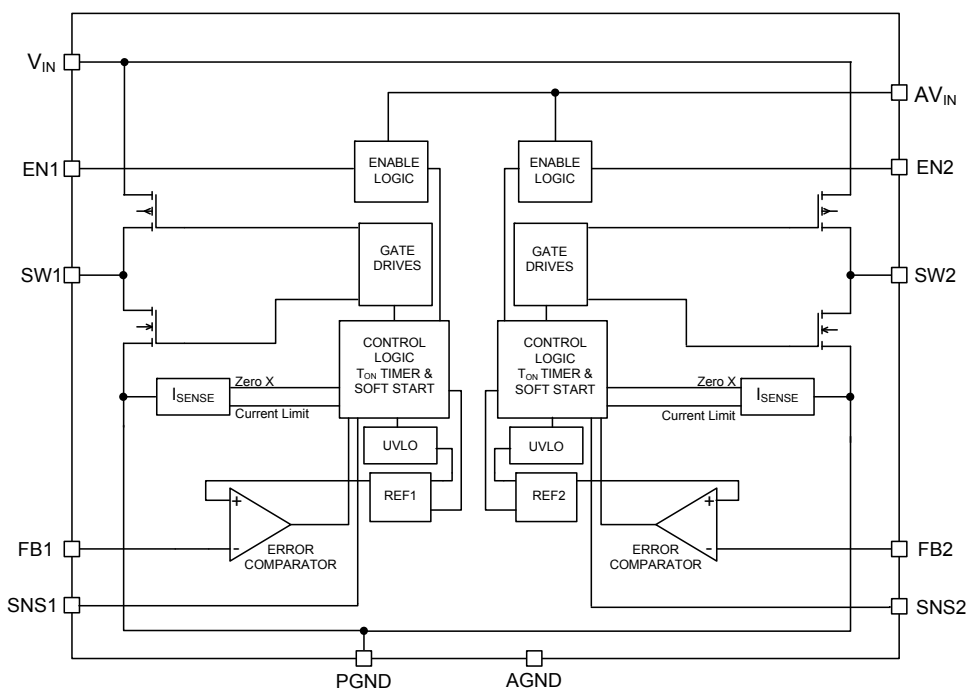 VIN
AVIN
EN1
ENABLE
LOGIC
ENABLE
LOGIC
EN2
GATE
DRIVES
GATE
DRIVES
SW1
SW2
CONTROL
LOGIC
TON TIMER &
SOFT START
CONTROL
LOGIC
TON TIMER &
SOFT START
ISENSE
Zero X
Current Limit
Zero X
Current Limit
ISENSE
UVLO
UVLO
REF1
REF2
+
-
ERROR
COMPARATOR
+
-
ERROR
COMPARATOR
FB1
FB2
SNS1
SNS2
PGND
AGND